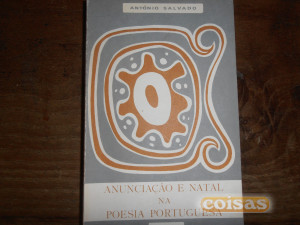 ANTÓNIO SALVADO
ANUNCIAÇÃO E NATAL
NA
POESIA PORTUGUESA
coisas